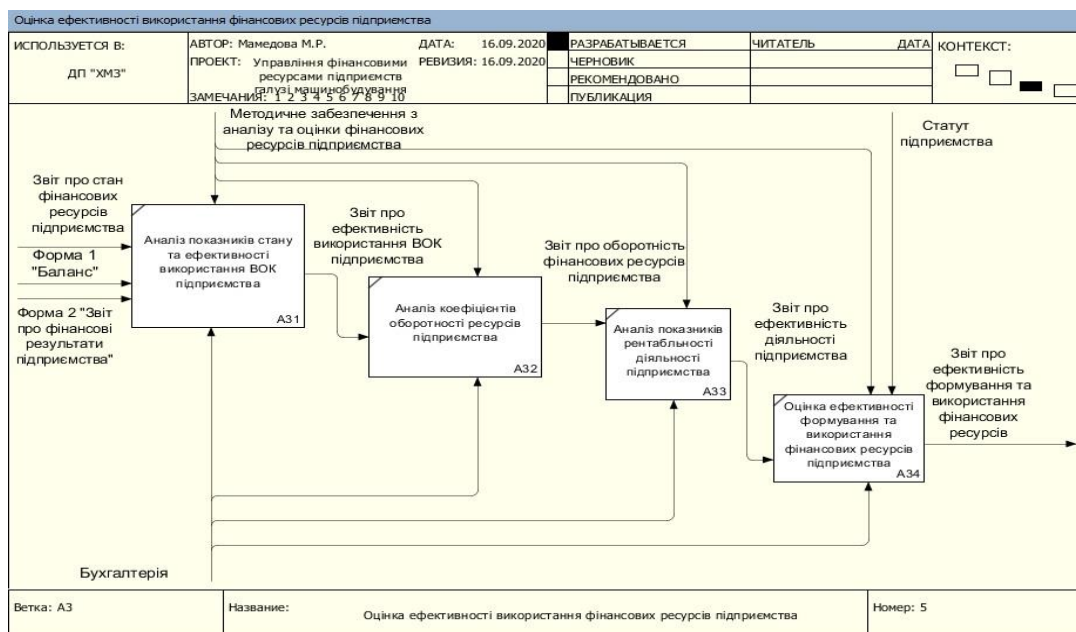 Оцінка ефективності використання фінансових ресурсів підприємства
ИСПОЛЬЗУЕТСЯ В:
ДП "ХМЗ"
АВТОР: Мамедова М.Р.
ДАТА: 16.09.2020
ПРОЕКТ: Управління фінансовими
ресурсами підприємств
галузі машинобудування
РЕВИЗИЯ: 16.09.2020
ЗАМЕЧАНИЯ: 1 2 3 4 5 6 7 8 9 10
РАЗРАБАТЫВАЕТСЯ
ЧЕРНОВИК
РЕКОМЕНДОВАНО
ПУБЛИКАЦИЯ
ЧИТАТЕЛЬ ДАТА
КОНТЕКСТ:
Методичне забезпечення з
аналізу та оцінки фінансових
ресурсів підприємства
Статут
підприємства
Звіт про стан
фінансових
ресурсів
підприємства
Форма 1
"Баланс"
Форма 2 "Звіт
про фінансові
результати
підприємства"
Аналіз показників стану
та ефективності
використання ВОК
підприємства
А31
Звіт про
ефективність
використання ВОК
підприємства
Аналіз коефіцієнтів
оборотності ресурсів
підприємства
А32
Звіт про оборотність
фінансових ресурсів
підприємства
Аналіз показників
рентабльності
діяльності
підприємства
А33
Звіт про
ефективність
діяльності
підприємства
Оцінка ефективності
формування та
використання
фінансових ресурсів
підприємства
А34
Звіт про
ефективність
формування та
використання
фінансових
ресурсів
Бухгалтерія
Ветка: А3
Название:
Оцінка ефективності використання фінансових ресурсів підприємства
Номер: 5